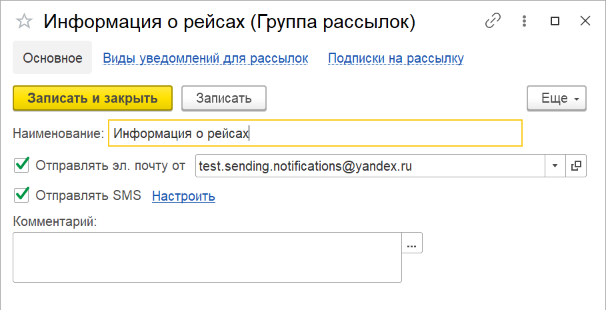 Информация о рейсах (Группа рассылок)
Основное Виды уведомлений для рассылок Подписки на рассылку
Записать и закрыть Записать Еще
Наименование: Информация о рейсах
Отправлять эл. почту от test.sending.notifications@yandex.ru
Отправлять SMS Настроить
Комментарий:
...